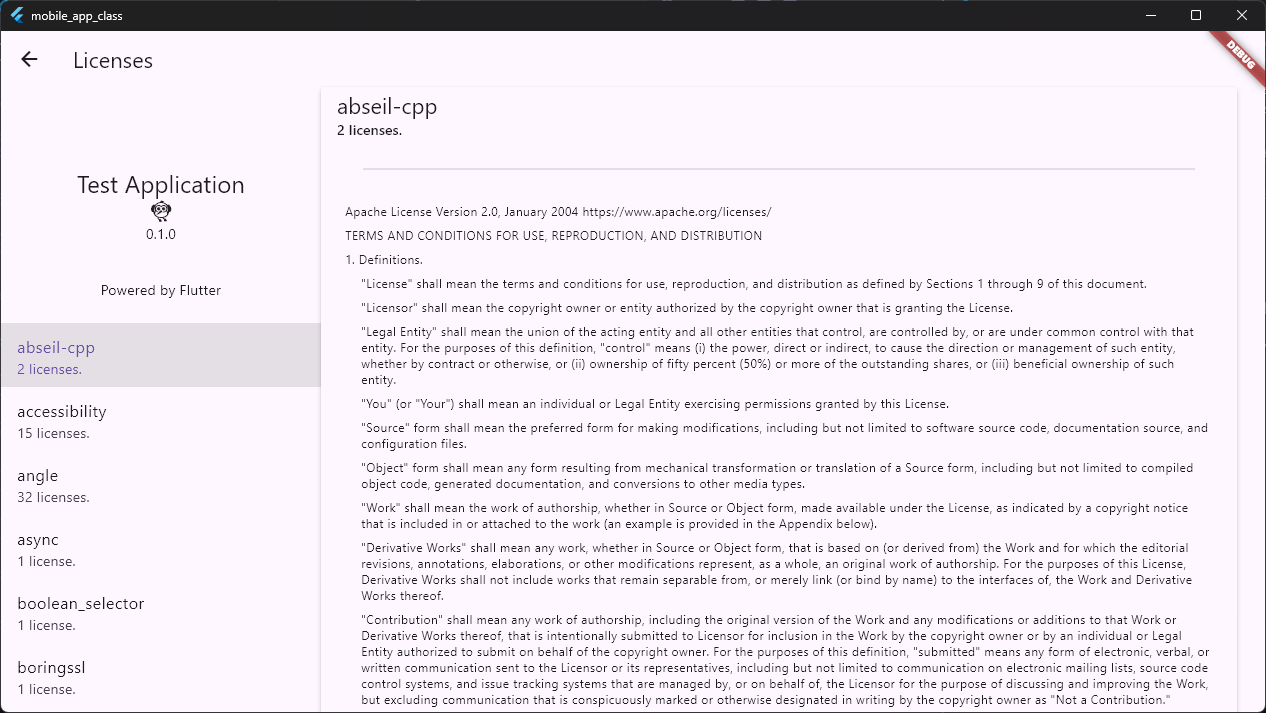 mobile_app_class
Licenses
DEBUG
Test Application
0.1.0
Powered by Flutter
abseil-cpp
2 licenses.
accessibility
15 licenses.
angle
32 licenses.
async
1 license.
boolean_selector
1 license.
boringssl
1 license.
abseil-cpp
2 licenses.
Apache License Version 2.0, January 2004 https://www.apache.org/licenses/
TERMS AND CONDITIONS FOR USE, REPRODUCTION, AND DISTRIBUTION
1. Definitions.
"License" shall mean the terms and conditions for use, reproduction, and distribution as defined by Sections 1 through 9 of this document.
"Licensor" shall mean the copyright owner or entity authorized by the copyright owner that is granting the License.
"Legal Entity" shall mean the union of the acting entity and all other entities that control, are controlled by, or are under common control with that
entity. For the purposes of this definition, "control" means (i) the power, direct or indirect, to cause the direction or management of such entity,
whether by contract or otherwise, or (ii) ownership of fifty percent (50%) or more of the outstanding shares, or (iii) beneficial ownership of such
entity.
"You" (or "Your") shall mean an individual or Legal Entity exercising permissions granted by this License.
"Source" form shall mean the preferred form for making modifications, including but not limited to software source code, documentation source, and
configuration files.
"Object" form shall mean any form resulting from mechanical transformation or translation of a Source form, including but not limited to compiled
object code, generated documentation, and conversions to other media types.
"Work" shall mean the work of authorship, whether in Source or Object form, made available under the License, as indicated by a copyright notice
that is included in or attached to the work (an example is provided in the Appendix below).
"Derivative Works" shall mean any work, whether in Source or Object form, that is based on (or derived from) the Work and for which the editorial
revisions, annotations, elaborations, or other modifications represent, as a whole, an original work of authorship. For the purposes of this License,
Derivative Works shall not include works that remain separable from, or merely link (or bind by name) to the interfaces of, the Work and Derivative
Works thereof.
"Contribution" shall mean any work of authorship, including the original version of the Work and any modifications or additions to that Work or
Derivative Works thereof, that is intentionally submitted to Licensor for inclusion in the Work by the copyright owner or by an individual or Legal
Entity authorized to submit on behalf of the copyright owner. For the purposes of this definition, "submitted" means any form of electronic, verbal, or
written communication sent to the Licensor or its representatives, including but not limited to communication on electronic mailing lists, source code
control systems, and issue tracking systems that are managed by, or on behalf of, the Licensor for the purpose of discussing and improving the Work,
but excluding communication that is conspicuously marked or otherwise designated in writing by the copyright owner as "Not a Contribution."